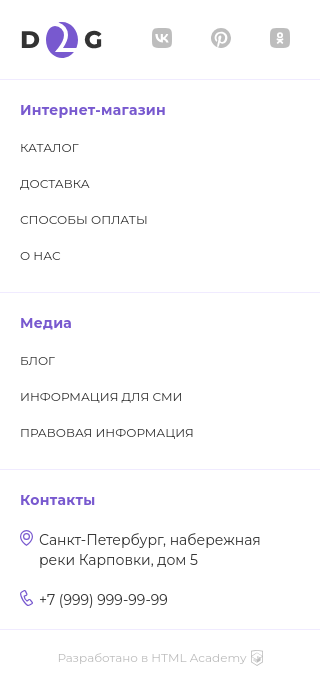 D2G
Интернет-магазин
КАТАЛОГ
ДОСТАВКА
СПОСОБЫ ОПЛАТЫ
О НАС
Медиа
БЛОГ
ИНФОРМАЦИЯ ДЛЯ СМИ
ПРАВОВАЯ ИНФОРМАЦИЯ
Контакты
Санкт-Петербург, набережная
реки Карповки, дом 5
+7 (999) 999-99-99
Разработано в HTML Academy